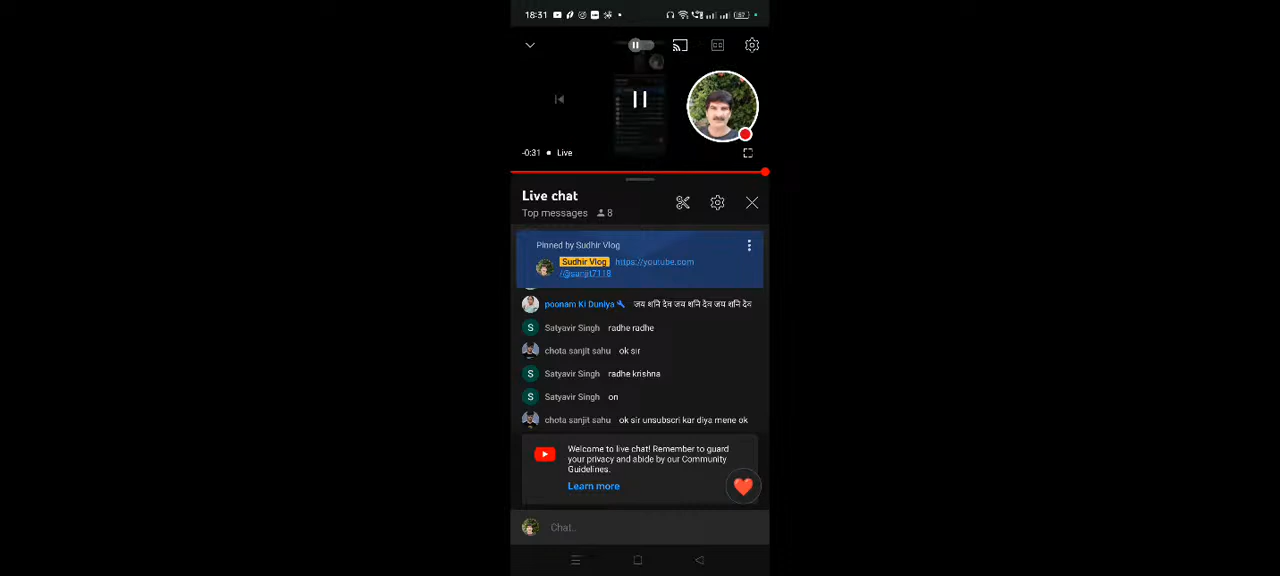 18:31
-0:31 • Live
Live chat
Top messages 8
Pinned by Sudhir Vlog
Sudhir Vlog https://youtube.com
/@sanjit7118
poonam Ki Duniya जय शनि देव जय शनि देव जय शनि देव
S Satyavir Singh radhe radhe
chota sanjit sahu ok sir
S Satyavir Singh radhe krishna
S Satyavir Singh on
chota sanjit sahu ok sir unsubscri kar diya mene ok
Welcome to live chat! Remember to guard
your privacy and abide by our Community
Guidelines.
Learn more
Chat..